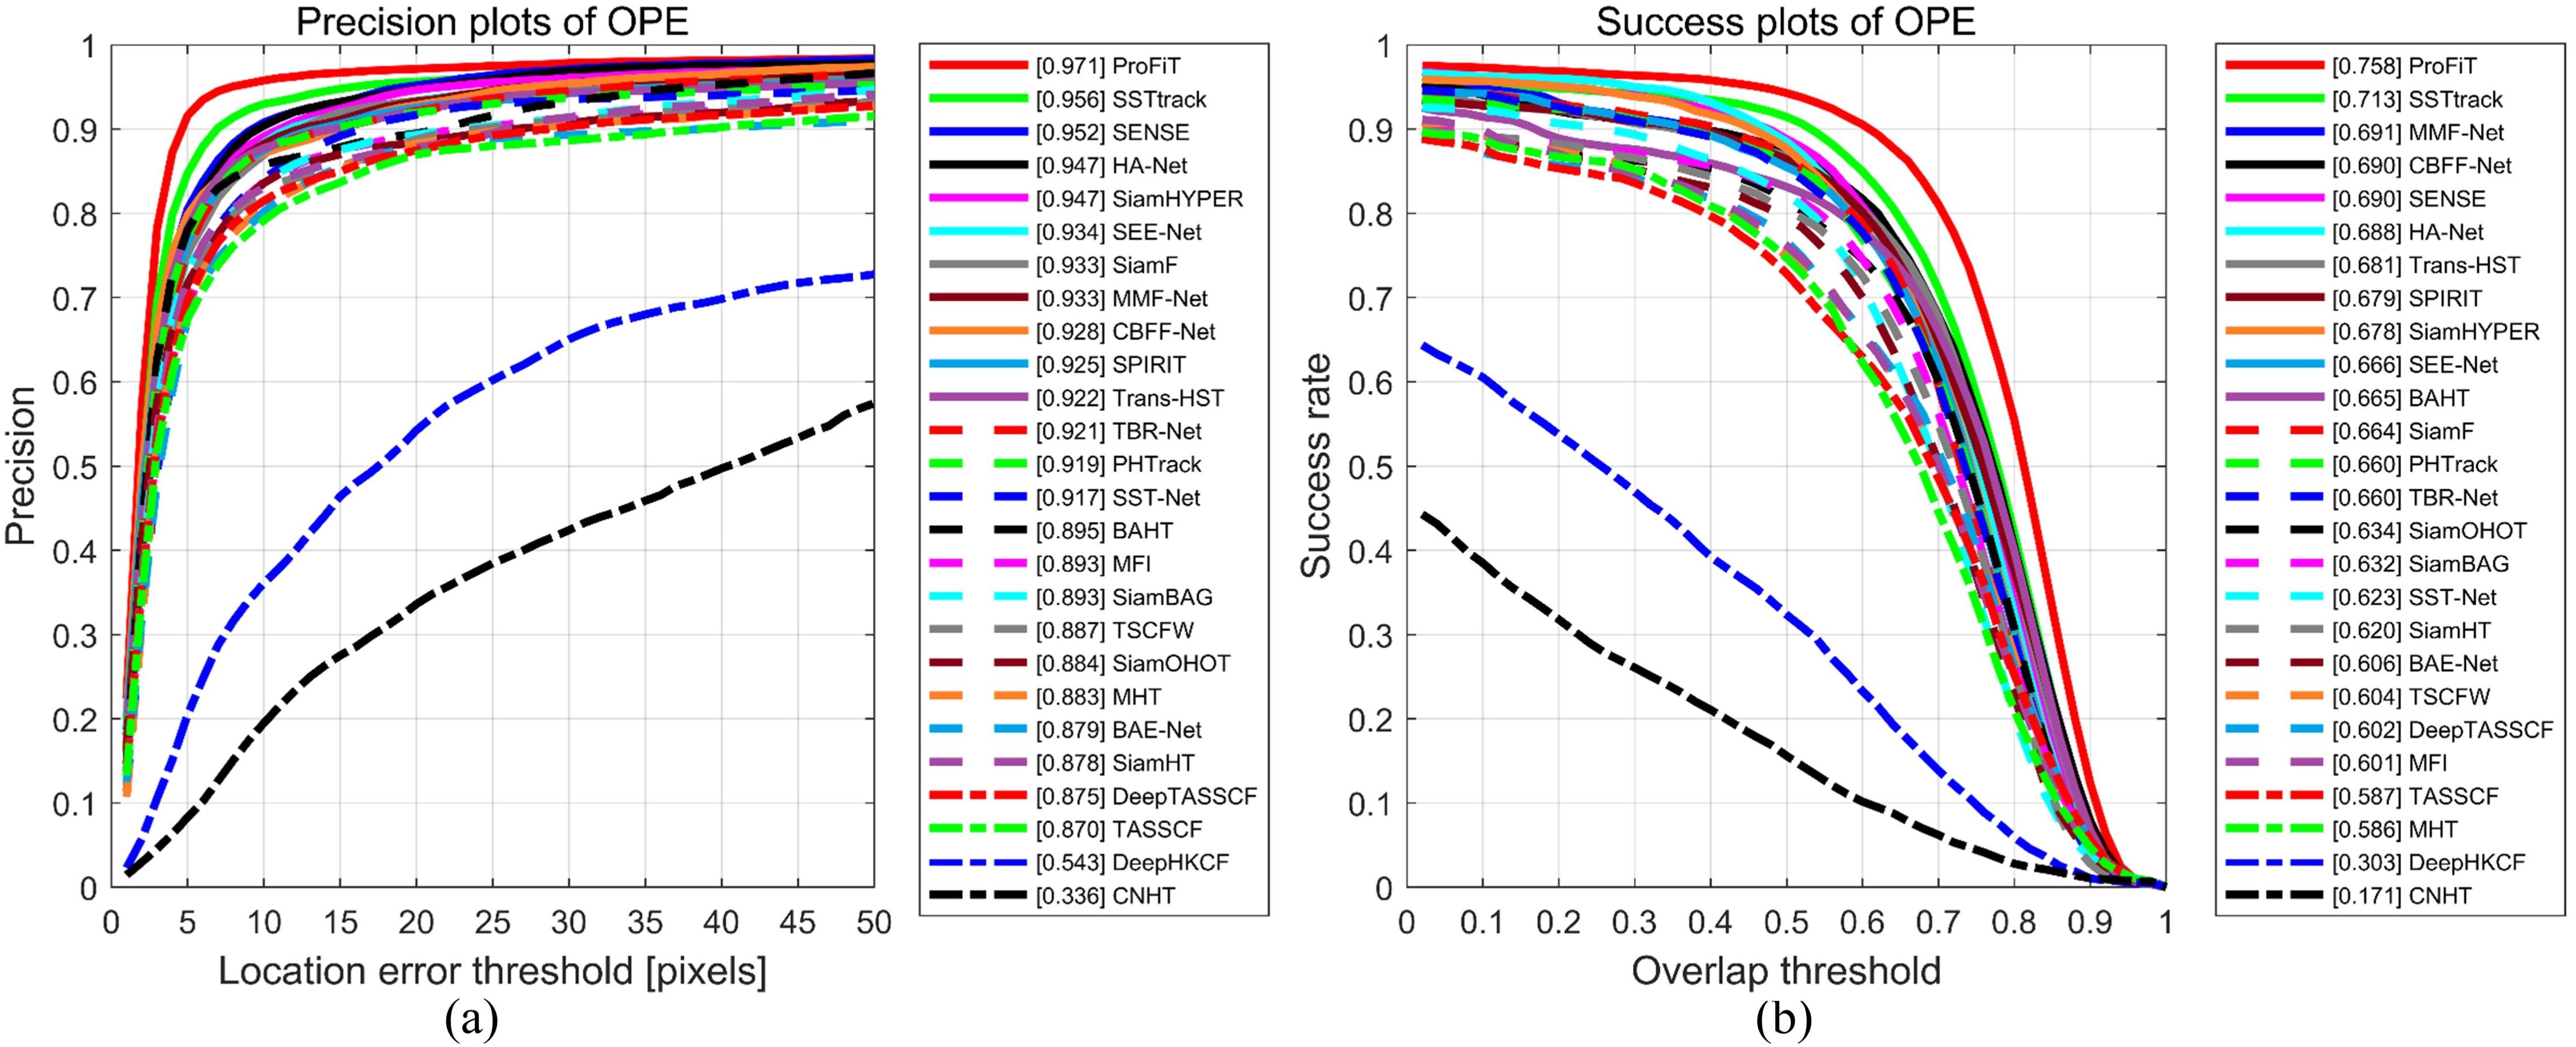 Precision plots of OPE
1
0.9
0.8
0.7
0.6
0.5
0.4
0.3
0.2
0.1
0
Precision
0 5 10 15 20 25 30 35 40 45 50
Location error threshold [pixels]
(a)
[0.971] ProFiT
[0.956] SSTtrack
[0.952] SENSE
[0.947] HA-Net
[0.947] SiamHYPER
[0.934] SEE-Net
[0.933] SiamF
[0.933] MMF-Net
[0.928] CBFF-Net
[0.925] SPIRIT
[0.922] Trans-HST
[0.921] TBR-Net
[0.919] PHTrack
[0.917] SST-Net
[0.895] BAHT
[0.893] MFI
[0.893] SiamBAG
[0.887] TSCFW
[0.884] SiamOHOT
[0.883] MHT
[0.879] BAE-Net
[0.878] SiamHT
[0.875] DeepTASSCF
[0.870] TASSCF
[0.543] DeepHKCF
[0.336] CNHT
Success plots of OPE
1
0.9
0.8
0.7
0.6
0.5
0.4
0.3
0.2
0.1
0
Success rate
0 0.1 0.2 0.3 0.4 0.5 0.6 0.7 0.8 0.9 1
Overlap threshold
(b)
[0.758] ProFiT
[0.713] SSTtrack
[0.691] MMF-Net
[0.690] CBFF-Net
[0.690] SENSE
[0.688] HA-Net
[0.681] Trans-HST
[0.679] SPIRIT
[0.678] SiamHYPER
[0.666] SEE-Net
[0.665] BAHT
[0.664] SiamF
[0.660] PHTrack
[0.660] TBR-Net
[0.634] SiamOHOT
[0.632] SiamBAG
[0.623] SST-Net
[0.620] SiamHT
[0.606] BAE-Net
[0.604] TSCFW
[0.602] DeepTASSCF
[0.601] MFI
[0.587] TASSCF
[0.586] MHT
[0.303] DeepHKCF
[0.171] CNHT